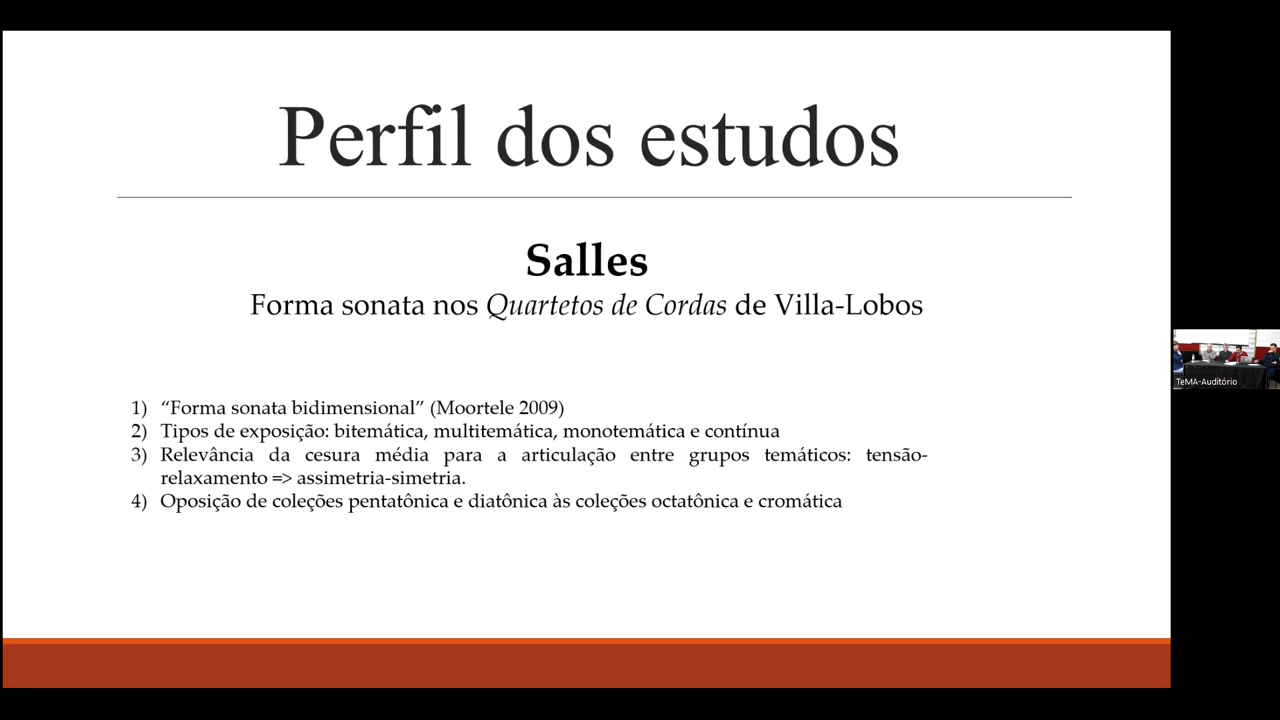 Perfil dos estudos
Salles
Forma sonata nos Quartetos de Cordas de Villa-Lobos
1) “Forma sonata bidimensional” (Moortele 2009)
2) Tipos de exposição: bitemática, multitemática, monotemática e contínua
3) Relevância da cesura média para a articulação entre grupos temáticos: tensão-
relaxamento => assimetria-simetria.
4) Oposição de coleções pentatônica e diatônica às coleções octatônica e cromática
TeMA-Auditório